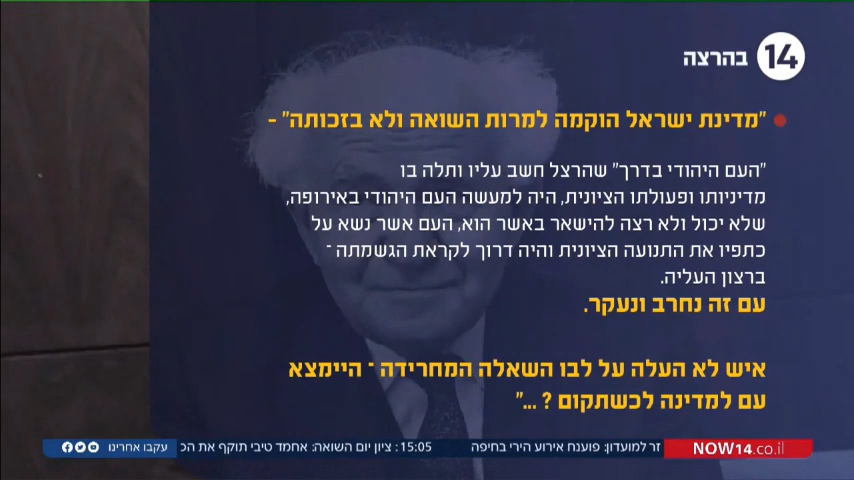 14 בהרצה
"מדינת ישראל הוקמה למרות השואה ולא בזכותה" -
"העם היהודי בדרך" שהרצל חשב עליו ותלה בו
מדיניותו ופעולתו הציונית, היה למעשה העם היהודי באירופה,
שלא יכול ולא רצה להישאר באשר הוא, העם אשר נשא על
כתפיו את התנועה הציונית והיה דרוך לקראת הגשמתה -
ברצון העליה.
עם זה נחרב ונעקר.
איש לא העלה על לבו השאלה המחרידה - היימצא
עם למדינה לכשתקום ? ..."
NOW14.co.il
זר למועדון: פוענח אירוע הירי בחיפה
15:05: ציון יום השואה: אחמד טיבי תוקף את הכ
עקבו אחרינו